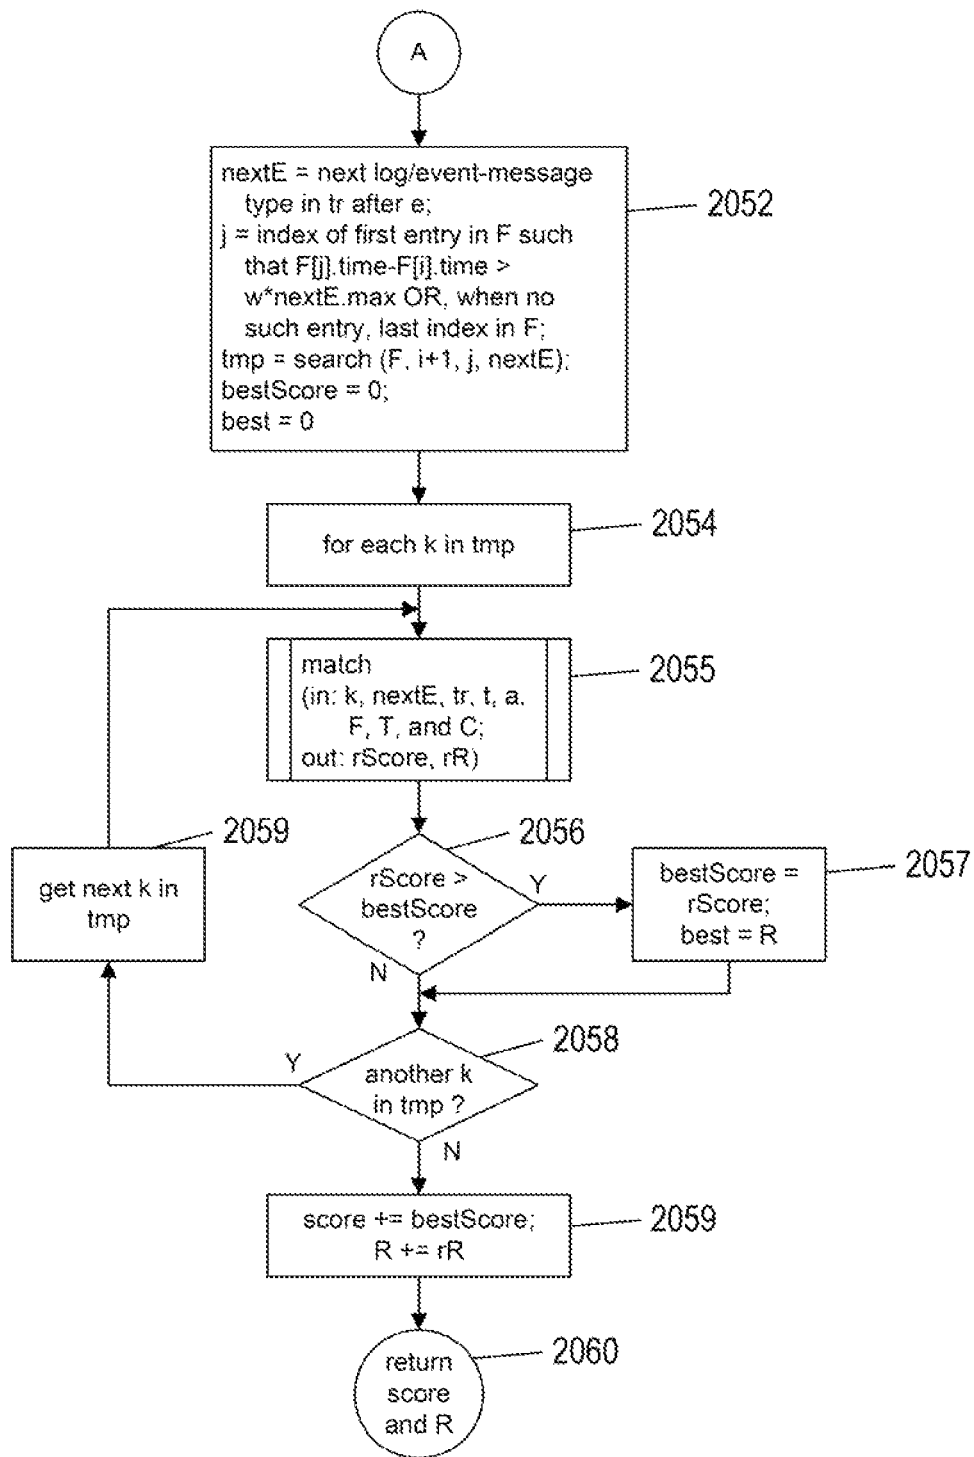 A
nextE = next log/event-message
type in tr after e;
j = index of first entry in F such
that F[j].time-F[i].time >
w*nextE.max OR, when no
such entry, last index in F;
tmp = search (F, i+1, j, nextE);
bestScore = 0;
best = 0
2052
for each k in tmp
2054
match
(in: k, nextE, tr, t, a.
F, T, and C;
out: rScore, rR)
2055
2059
get next k in
tmp
2056
rScore >
bestScore
?
Y
N
bestScore =
rScore;
best = R
2057
2058
another k
in tmp ?
Y
N
score += bestScore;
R += rR
2059
return
score
and R
2060